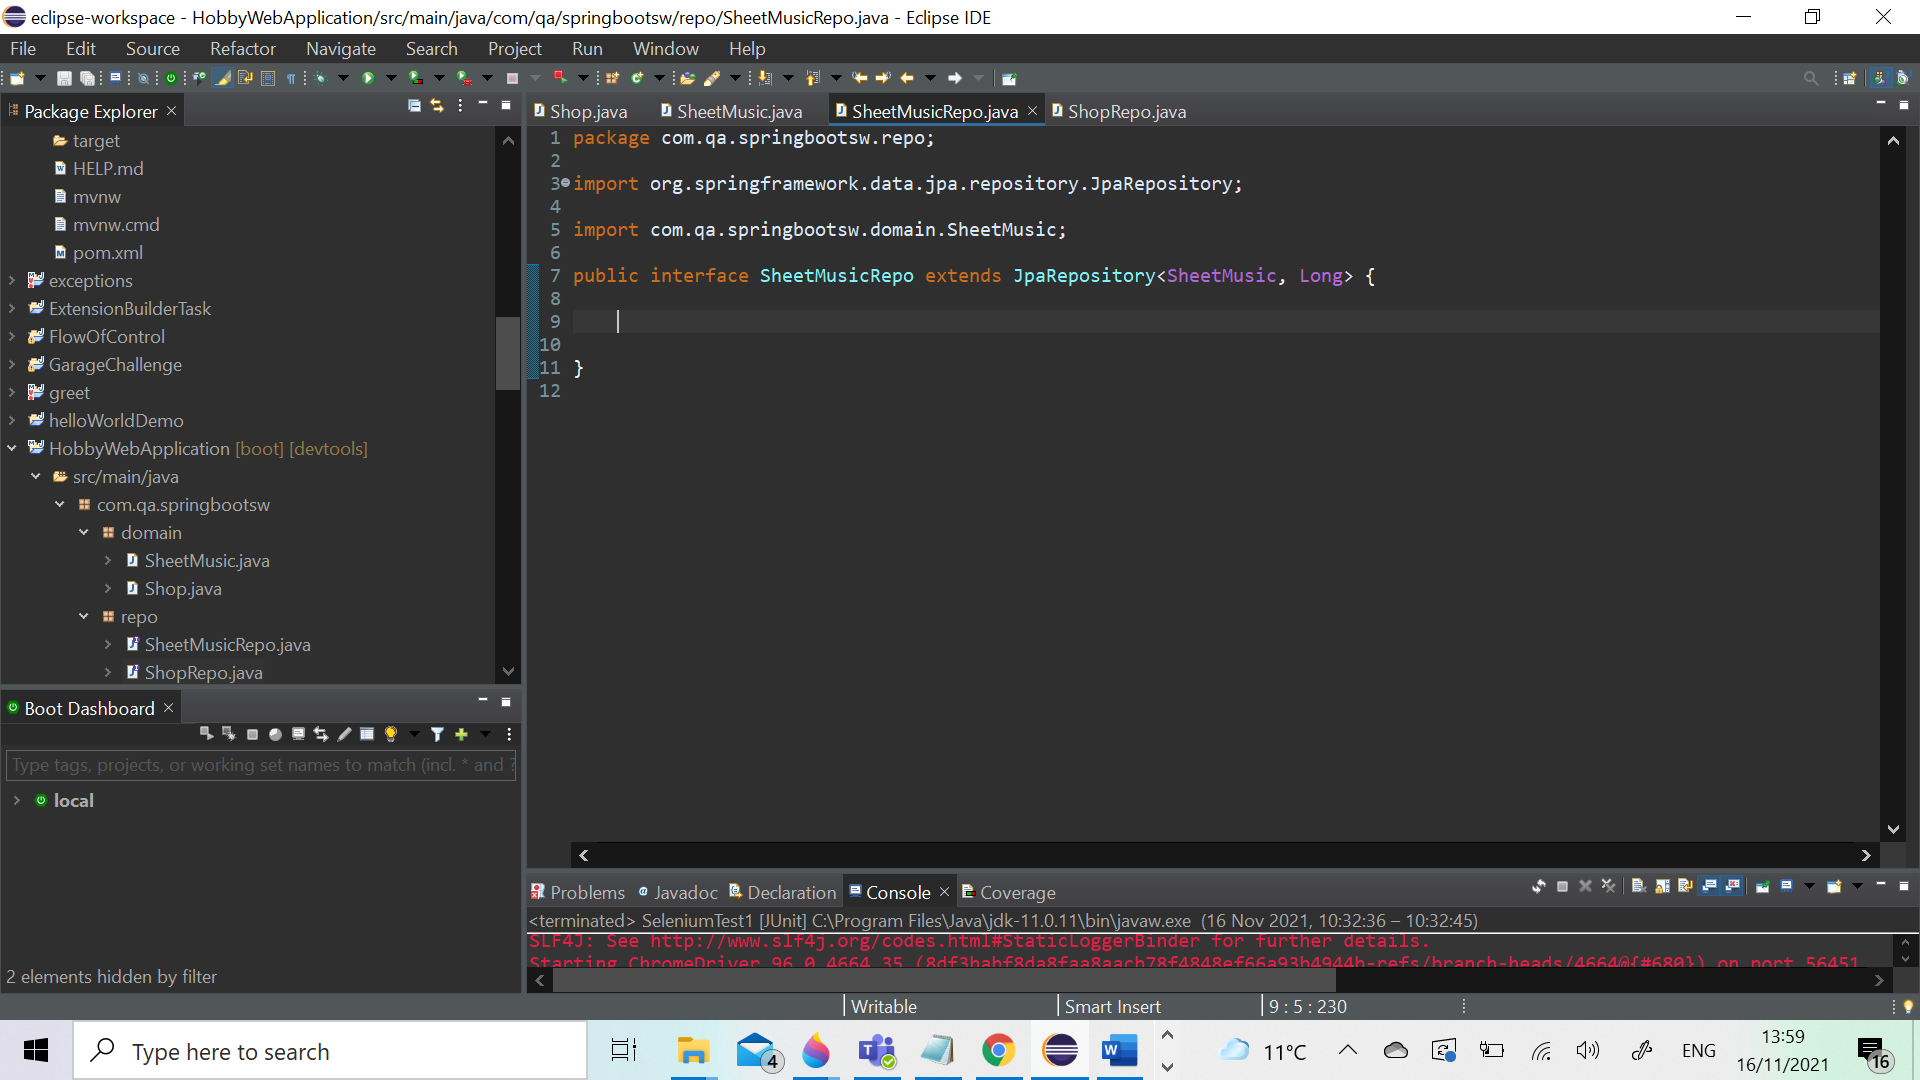 eclipse-workspace - HobbyWebApplication/src/main/java/com/qa/springbootsw/repo/SheetMusicRepo.java - Eclipse IDE
File Edit Source Refactor Navigate Search Project Run Window Help
Package Explorer
target
HELP.md
mvnw
mvnw.cmd
pom.xml
exceptions
ExtensionBuilderTask
FlowOfControl
GarageChallenge
greet
helloWorldDemo
HobbyWebApplication [boot] [devtools]
src/main/java
com.qa.springbootsw
domain
SheetMusic.java
Shop.java
repo
SheetMusicRepo.java
ShopRepo.java
Boot Dashboard
Type tags, projects, or working set names to match (incl. * and ?
local
2 elements hidden by filter
Shop.java SheetMusic.java SheetMusicRepo.java ShopRepo.java
1 package com.qa.springbootsw.repo;
2
3 import org.springframework.data.jpa.repository.JpaRepository;
4
5 import com.qa.springbootsw.domain.SheetMusic;
6
7 public interface SheetMusicRepo extends JpaRepository<SheetMusic, Long> {
8
9
10
11 }
12
Problems Javadoc Declaration Console Coverage
<terminated> SeleniumTest1 [JUnit] C:\Program Files\Java\jdk-11.0.11\bin\javaw.exe (16 Nov 2021, 10:32:36 – 10:32:45)
SLF4J: See http://www.slf4j.org/codes.html#StaticLoggerBinder for further details.
Starting ChromeDriver 96.0.4664.35 on port 56451
Writable Smart Insert 9 : 5 : 230
Type here to search
4
11°C
ENG
13:59
16/11/2021
16